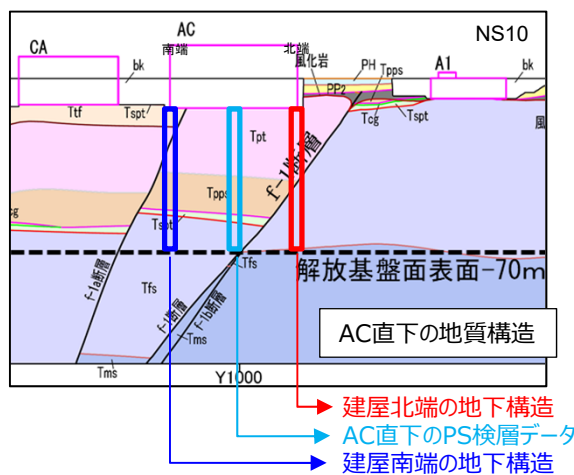 NS10
AC
CA
南端
北端
bk
風化岩
PH
Tpps
A1
bk
PP2
Ttf
Tspt
Tcg
Tspt
風
Tpt
f-1断層
Tpps
cg
Tspt
Tfs
解放基盤面表面-70m
f-1a断層
Tfs
f-1断層
f-1b断層
AC直下の地質構造
Tms
Tms
Y1000
建屋北端の地下構造
AC直下のPS検層データ
建屋南端の地下構造